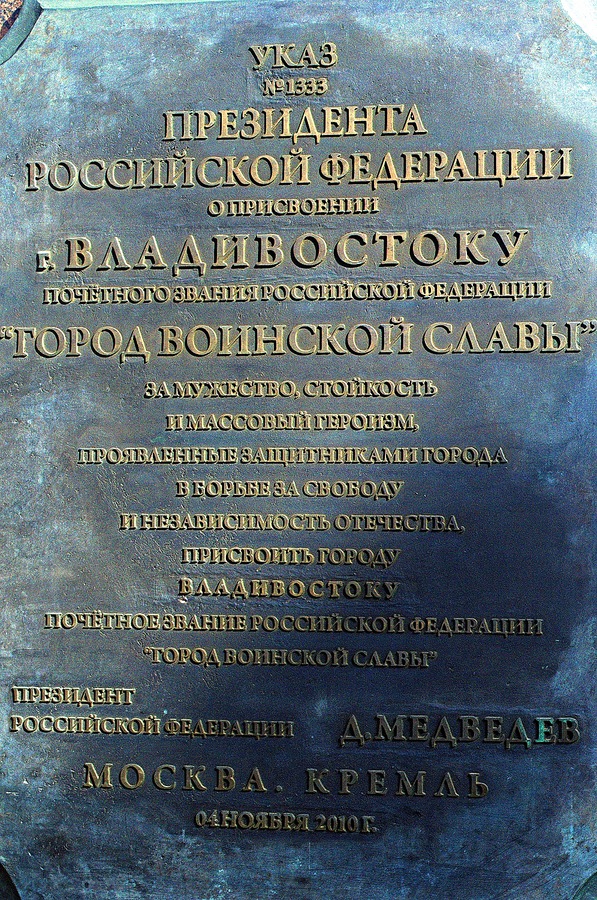 УКАЗ
№1333
ПРЕЗИДЕНТА
РОССИЙСКОЙ ФЕДЕРАЦИИ
О ПРИСВОЕНИИ
г. ВЛАДИВОСТОКУ
ПОЧЁТНОГО ЗВАНИЯ РОССИЙСКОЙ ФЕДЕРАЦИИ
“ГОРОД ВОИНСКОЙ СЛАВЫ”
ЗА МУЖЕСТВО, СТОЙКОСТЬ
И МАССОВЫЙ ГЕРОИЗМ,
ПРОЯВЛЕННЫЕ ЗАЩИТНИКАМИ ГОРОДА
В БОРЬБЕ ЗА СВОБОДУ
И НЕЗАВИСИМОСТЬ ОТЕЧЕСТВА,
ПРИСВОИТЬ ГОРОДУ
ВЛАДИВОСТОКУ
ПОЧЁТНОЕ ЗВАНИЕ РОССИЙСКОЙ ФЕДЕРАЦИИ
“ГОРОД ВОИНСКОЙ СЛАВЫ”
ПРЕЗИДЕНТ
РОССИЙСКОЙ ФЕДЕРАЦИИ Д.МЕДВЕДЕВ
МОСКВА. КРЕМЛЬ
04 НОЯБРЯ 2010 Г.